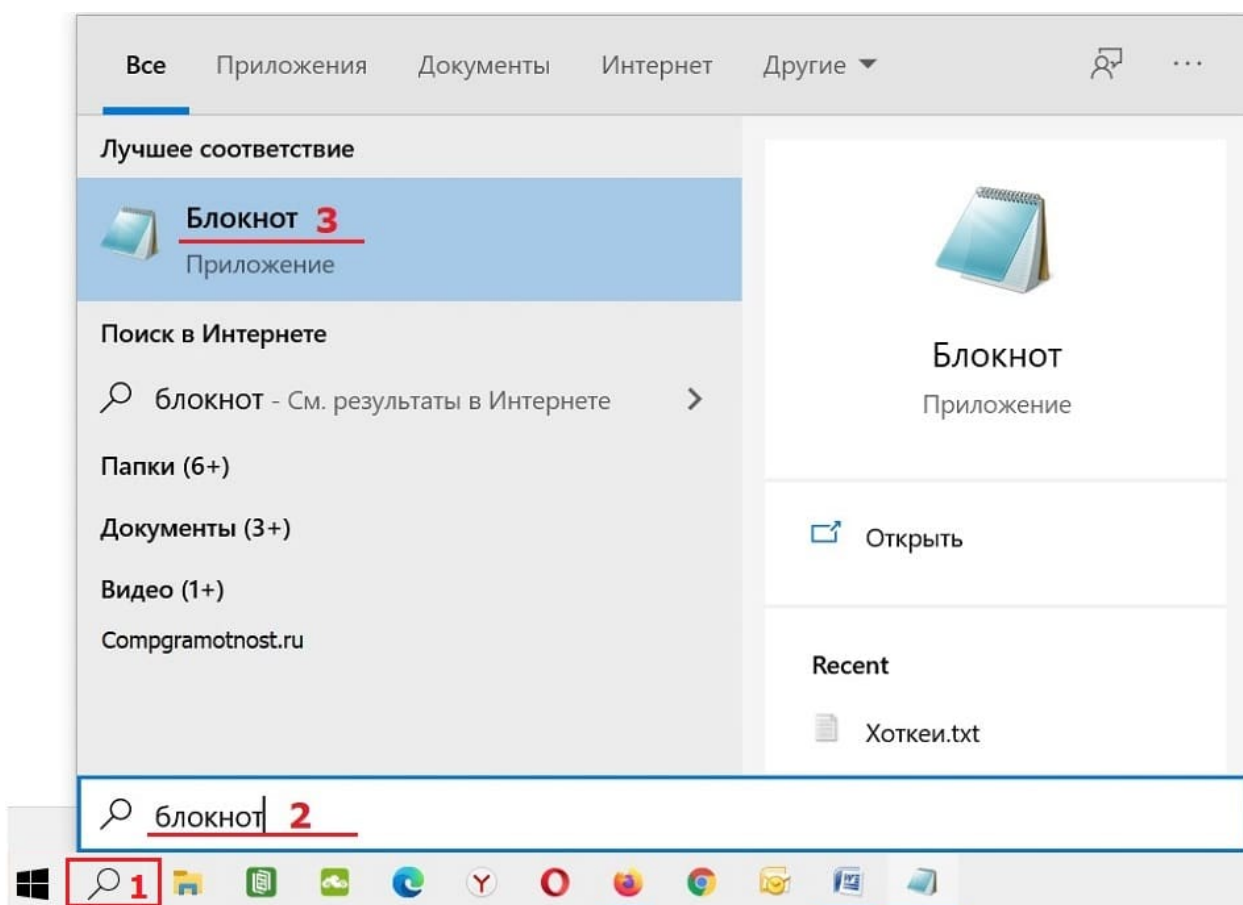 Все Приложения Документы Интернет Другие
Лучшее соответствие
Блокнот 3
Приложение
Поиск в Интернете
блокнот - См. результаты в Интернете
Папки (6+)
Документы (3+)
Видео (1+)
Compgramotnost.ru
Блокнот
Приложение
Открыть
Recent
Хоткеи.txt
блокнот 2
1